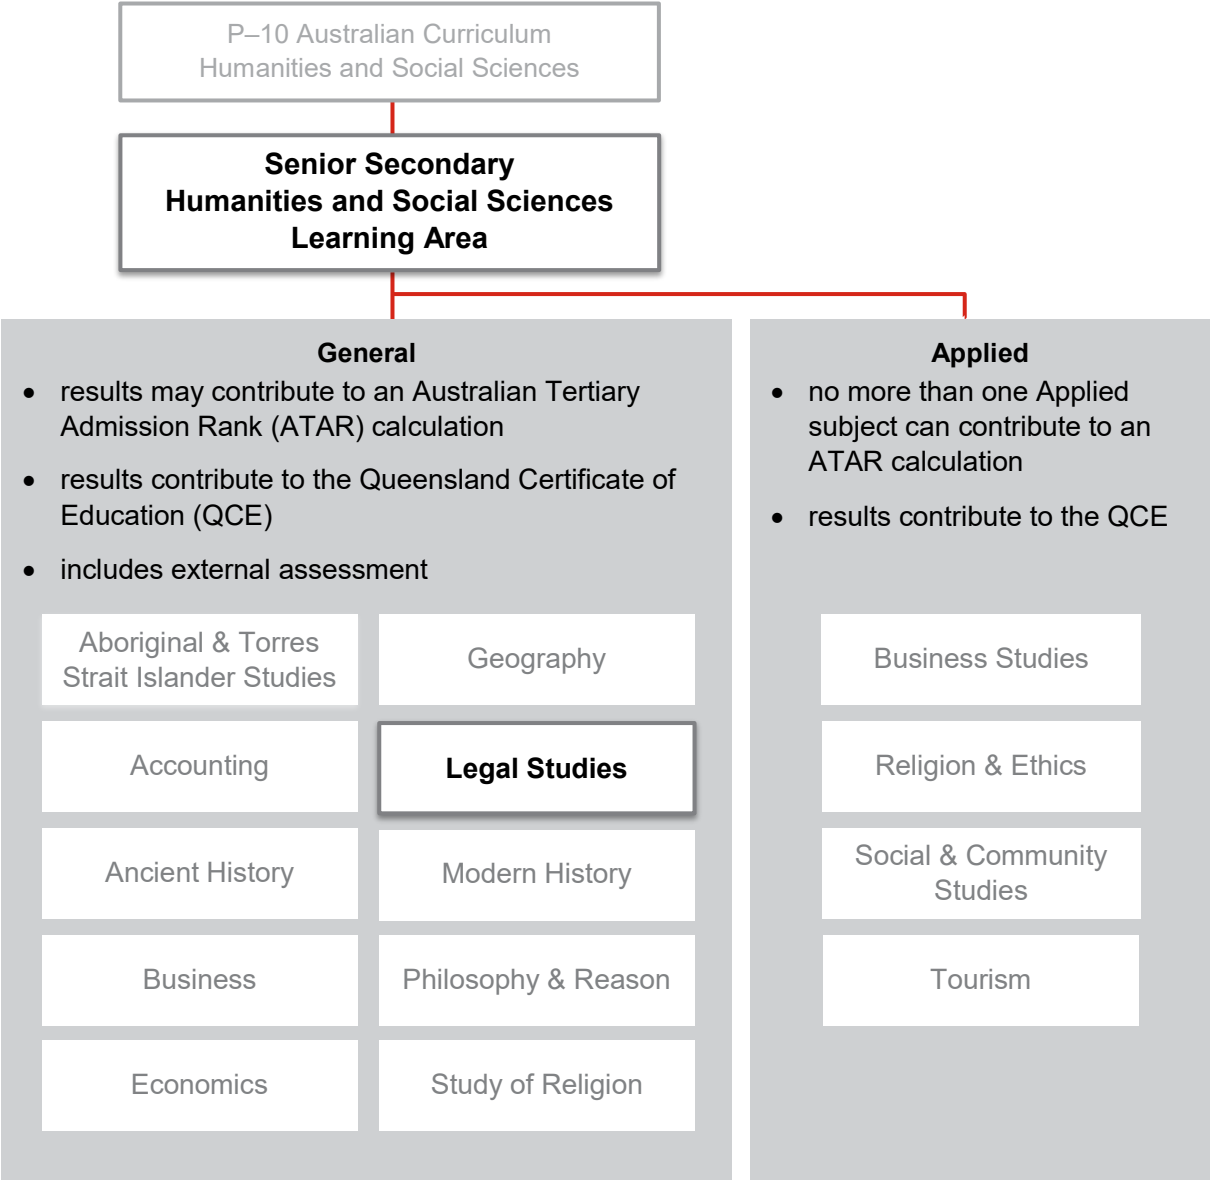 P–10 Australian Curriculum
Humanities and Social Sciences
Senior Secondary
Humanities and Social Sciences
Learning Area
General
• results may contribute to an Australian Tertiary
Admission Rank (ATAR) calculation
• results contribute to the Queensland Certificate of
Education (QCE)
• includes external assessment
Aboriginal & Torres
Strait Islander Studies
Geography
Accounting
Legal Studies
Ancient History
Modern History
Business
Philosophy & Reason
Economics
Study of Religion
Applied
• no more than one Applied
subject can contribute to an
ATAR calculation
• results contribute to the QCE
Business Studies
Religion & Ethics
Social & Community
Studies
Tourism